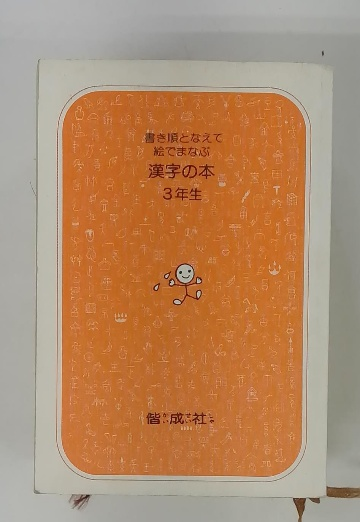 書き順となえて
絵でまなぶ
漢字の本
3年生
偕成社